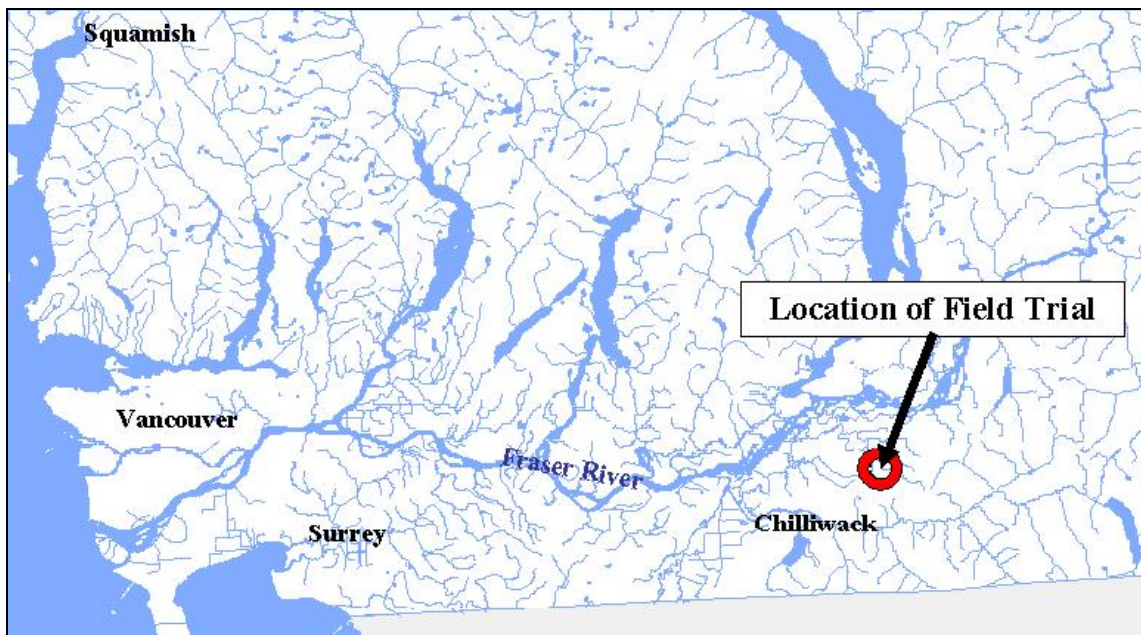 Squamish
Location of Field Trial
Vancouver
Fraser River
Surrey
Chilliwack